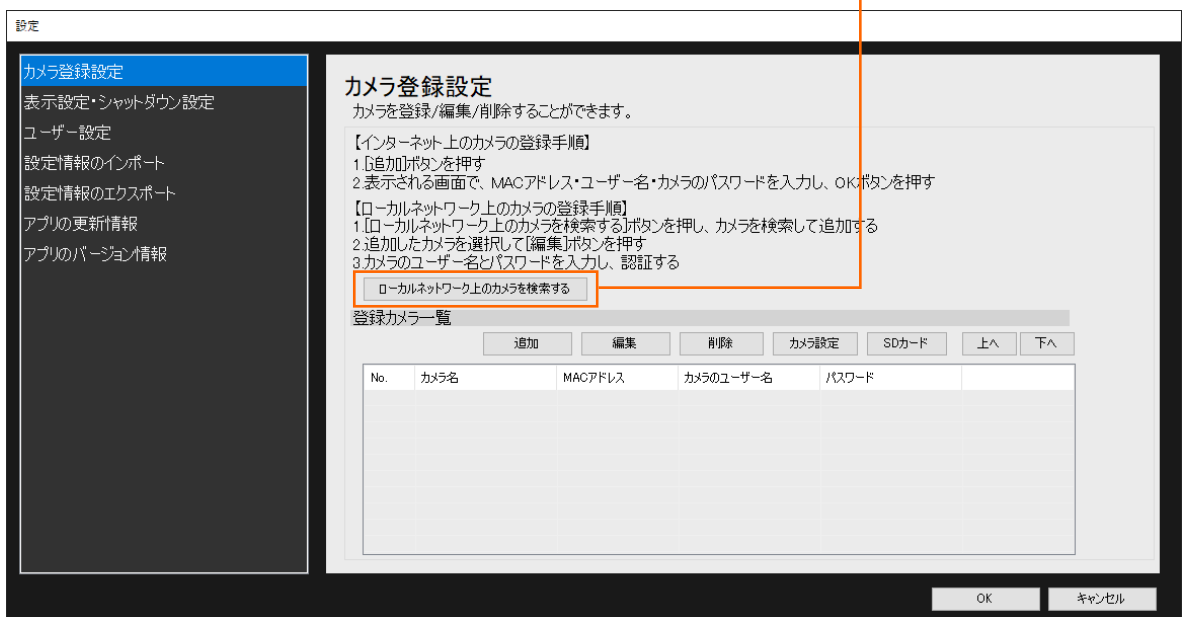 設定
カメラ登録設定
表示設定・シャットダウン設定
ユーザー設定
設定情報のインポート
設定情報のエクスポート
アプリの更新情報
アプリのバージョン情報
カメラ登録設定
カメラを登録/編集/削除することができます。
【インターネット上のカメラの登録手順】
1.[追加]ボタンを押す
2.表示される画面で、MACアドレス・ユーザー名・カメラのパスワードを入力し、OKボタンを押す
【ローカルネットワーク上のカメラの登録手順】
1.[ローカルネットワーク上のカメラを検索する]ボタンを押し、カメラを検索して追加する
2.追加したカメラを選択して[編集]ボタンを押す
3.カメラのユーザー名とパスワードを入力し、認証する
ローカルネットワーク上のカメラを検索する
登録カメラ一覧
追加 編集 削除 カメラ設定 SDカード 上へ 下へ
No. カメラ名 MACアドレス カメラのユーザー名 パスワード
OK キャンセル